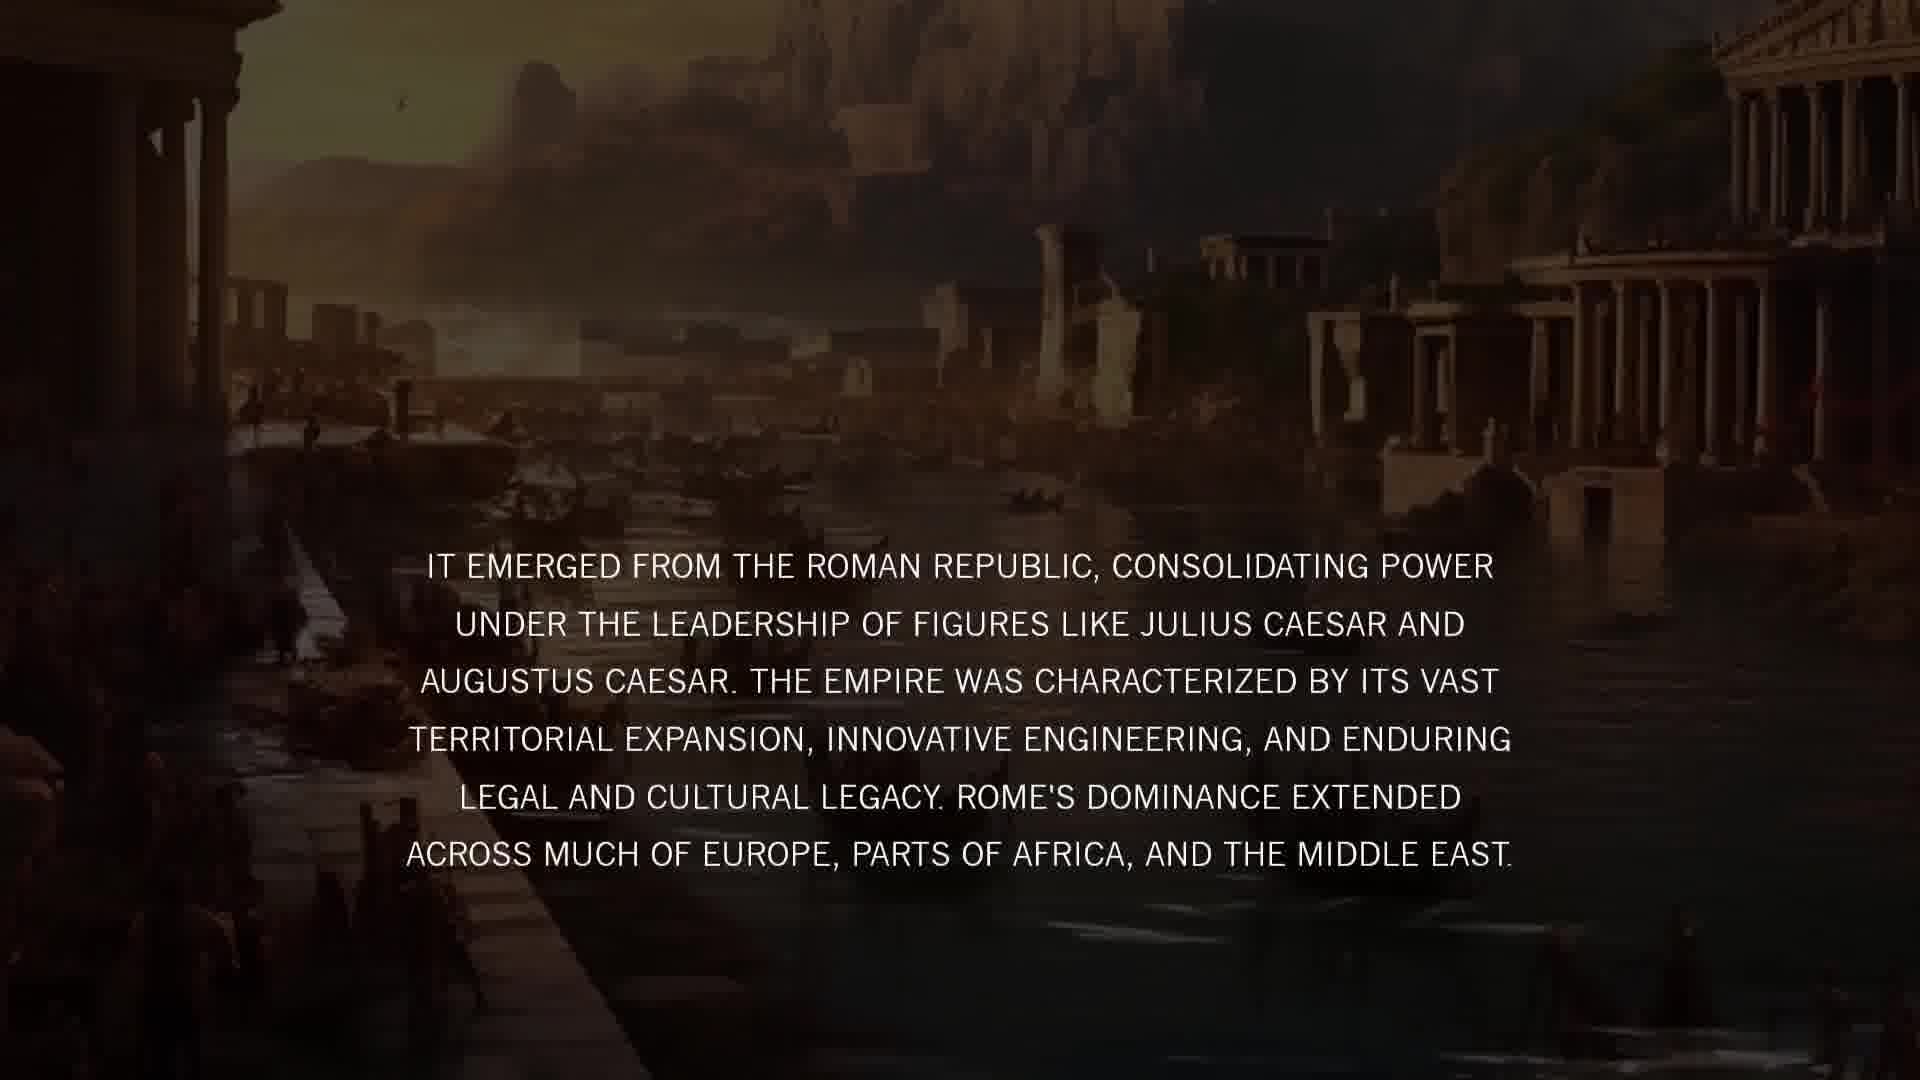 IT EMERGED FROM THE ROMAN REPUBLIC, CONSOLIDATING POWER
UNDER THE LEADERSHIP OF FIGURES LIKE JULIUS CAESAR AND
AUGUSTUS CAESAR. THE EMPIRE WAS CHARACTERIZED BY ITS VAST
TERRITORIAL EXPANSION, INNOVATIVE ENGINEERING, AND ENDURING
LEGAL AND CULTURAL LEGACY. ROME'S DOMINANCE EXTENDED
ACROSS MUCH OF EUROPE, PARTS OF AFRICA, AND THE MIDDLE EAST.